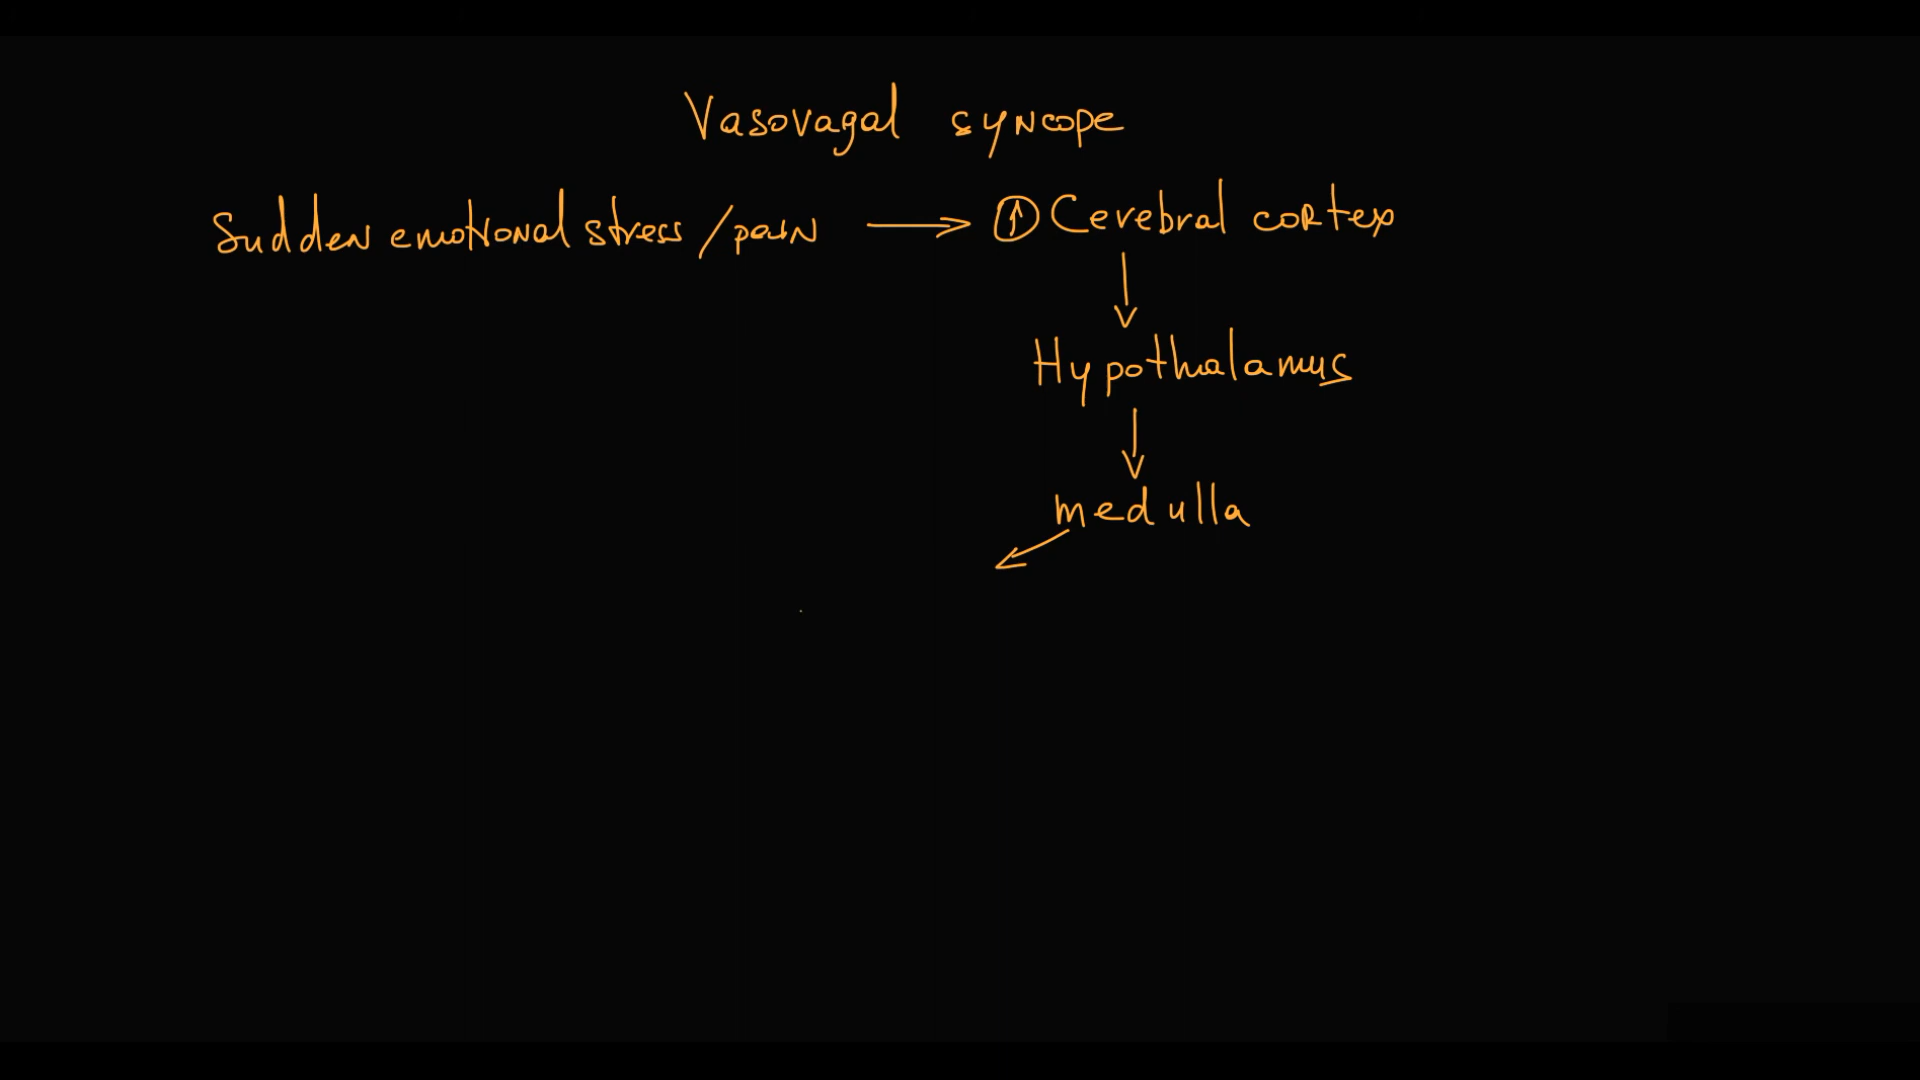 Vasovagal syncope
Sudden emotional stress / pain → ↑ Cerebral cortex
↓
Hypothalamus
↓
medulla
↙